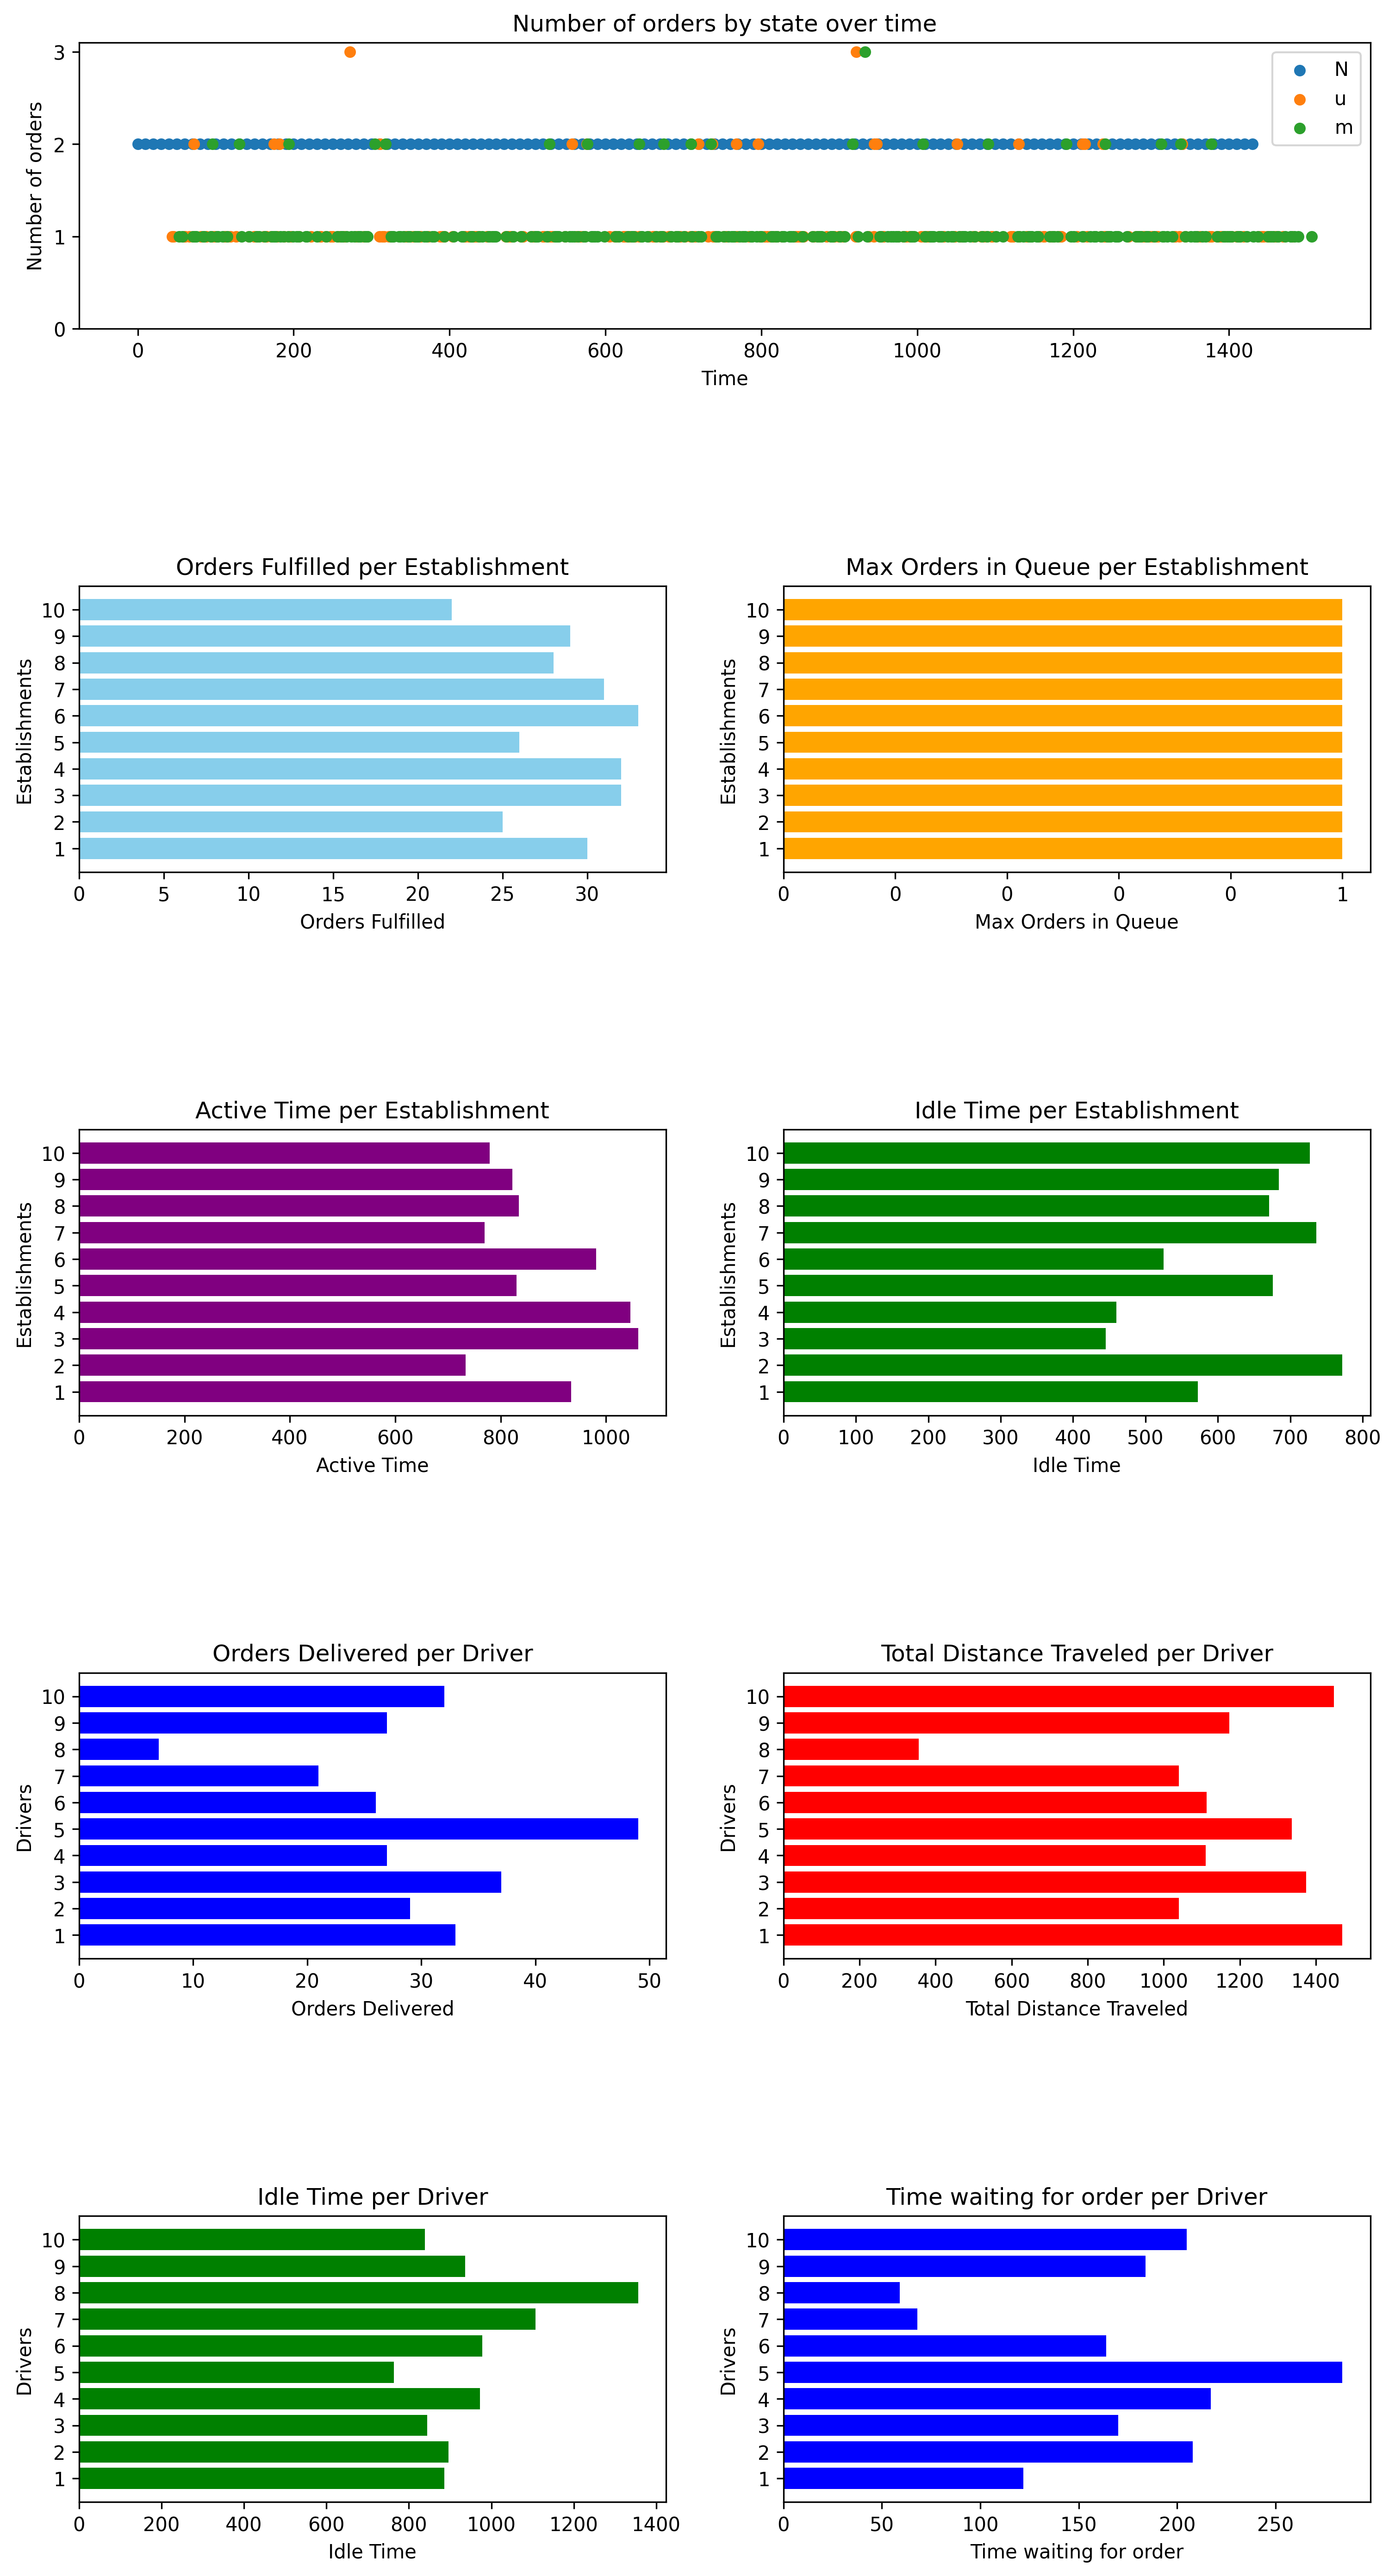 Number of orders by state over time
Number of orders
3
2
1
0
N
u
m
0 200 400 600 800 1000 1200 1400
Time
Orders Fulfilled per Establishment
Establishments
10
9
8
7
6
5
4
3
2
1
0 5 10 15 20 25 30
Orders Fulfilled
Max Orders in Queue per Establishment
Establishments
10
9
8
7
6
5
4
3
2
1
0 0 0 0 0 1
Max Orders in Queue
Active Time per Establishment
Establishments
10
9
8
7
6
5
4
3
2
1
0 200 400 600 800 1000
Active Time
Idle Time per Establishment
Establishments
10
9
8
7
6
5
4
3
2
1
0 100 200 300 400 500 600 700 800
Idle Time
Orders Delivered per Driver
Drivers
10
9
8
7
6
5
4
3
2
1
0 10 20 30 40 50
Orders Delivered
Total Distance Traveled per Driver
Drivers
10
9
8
7
6
5
4
3
2
1
0 200 400 600 800 1000 1200 1400
Total Distance Traveled
Idle Time per Driver
Drivers
10
9
8
7
6
5
4
3
2
1
0 200 400 600 800 1000 1200 1400
Idle Time
Time waiting for order per Driver
Drivers
10
9
8
7
6
5
4
3
2
1
0 50 100 150 200 250
Time waiting for order